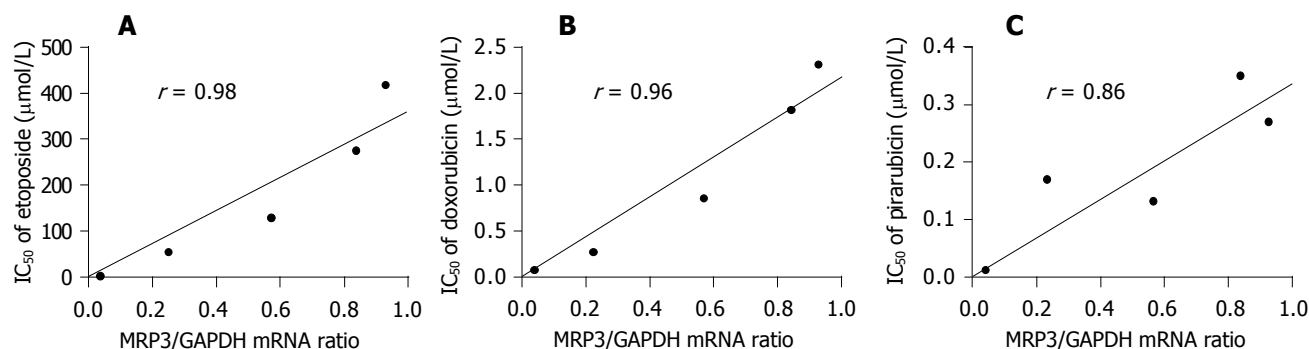 A
IC50 of etoposide (μmol/L)
500
400
300
200
100
0
r = 0.98
0.0 0.2 0.4 0.6 0.8 1.0
MRP3/GAPDH mRNA ratio
B
IC50 of doxorubicin (μmol/L)
2.5
2.0
1.5
1.0
0.5
0.0
r = 0.96
0.0 0.2 0.4 0.6 0.8 1.0
MRP3/GAPDH mRNA ratio
C
IC50 of pirarubicin (μmol/L)
0.4
0.3
0.2
0.1
0.0
r = 0.86
0.0 0.2 0.4 0.6 0.8 1.0
MRP3/GAPDH mRNA ratio